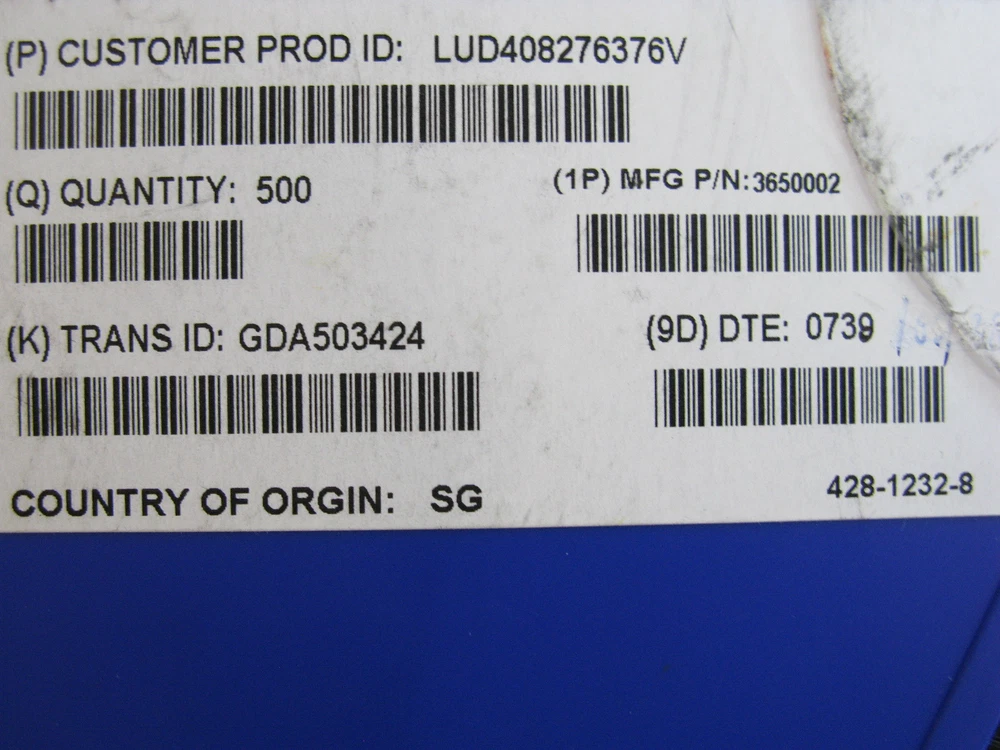 (P) CUSTOMER PROD ID: LUD408276376V
(Q) QUANTITY: 500
(1P) MFG P/N:3650002
(K) TRANS ID: GDA503424
(9D) DTE: 0739
COUNTRY OF ORGIN: SG
428-1232-8